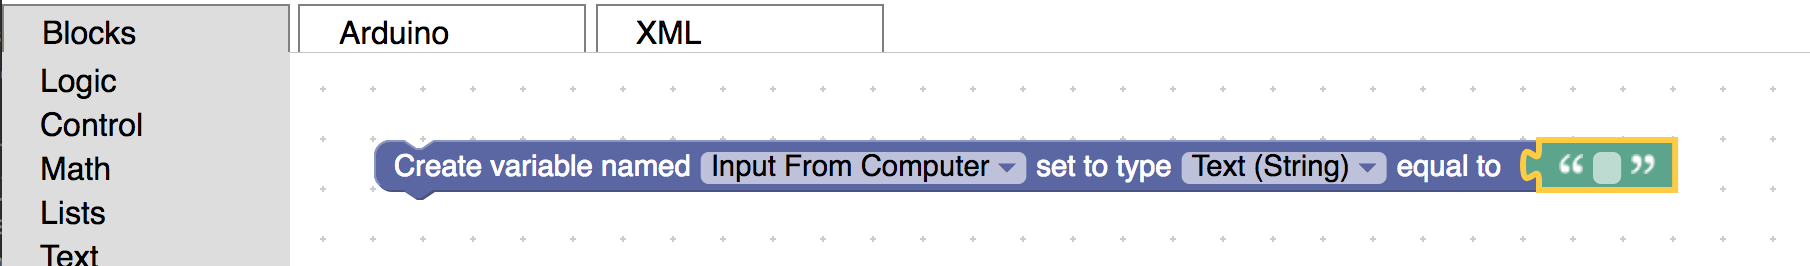 Blocks
Arduino
XML
Logic
Control
Math
Lists
Text
Create variable named Input From Computer set to type Text (String) equal to “ ”